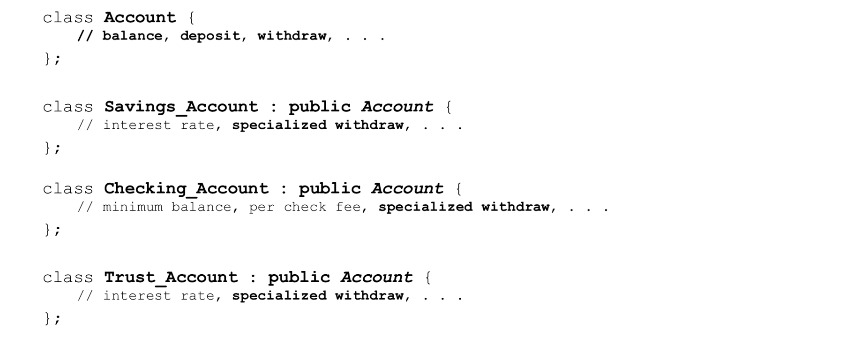 class Account {
// balance, deposit, withdraw, . . .
};
class Savings_Account : public Account {
// interest rate, specialized withdraw, . . .
};
class Checking_Account : public Account {
// minimum balance, per check fee, specialized withdraw, . . .
};
class Trust_Account : public Account {
// interest rate, specialized withdraw, . . .
};